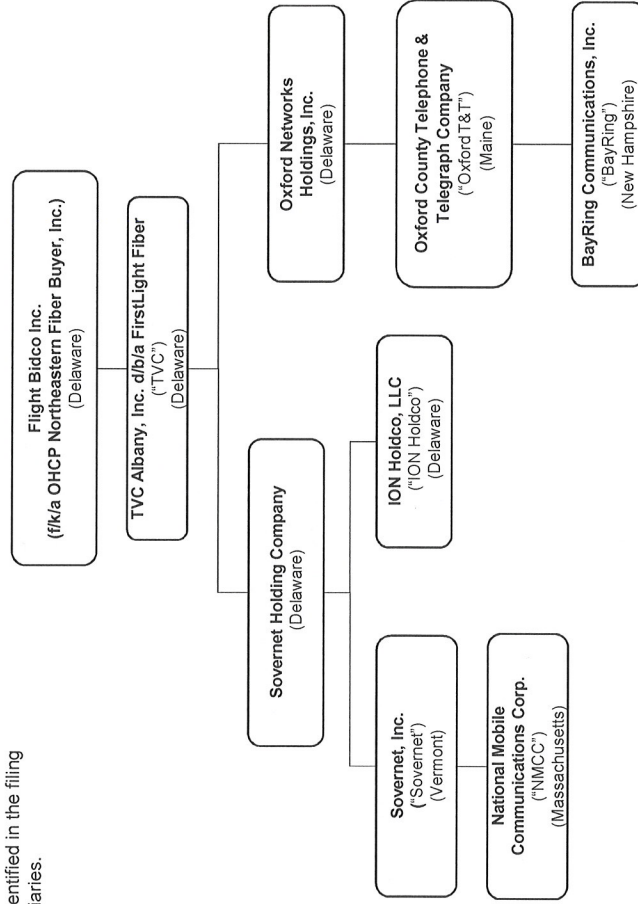 entified in the filing
iaries.
Flight Bidco Inc.
(f/k/a OHCP Northeastern Fiber Buyer, Inc.)
(Delaware)
TVC Albany, Inc. d/b/a FirstLight Fiber
("TVC")
(Delaware)
Sovernet Holding Company
(Delaware)
Oxford Networks
Holdings, Inc.
(Delaware)
Sovernet, Inc.
("Sovernet")
(Vermont)
ION Holdco, LLC
("ION Holdco")
(Delaware)
Oxford County Telephone &
Telegraph Company
("OxfordT&T")
(Maine)
National Mobile
Communications Corp.
("NMCC")
(Massachusetts)
BayRing Communications, Inc.
("BayRing")
(New Hampshire)